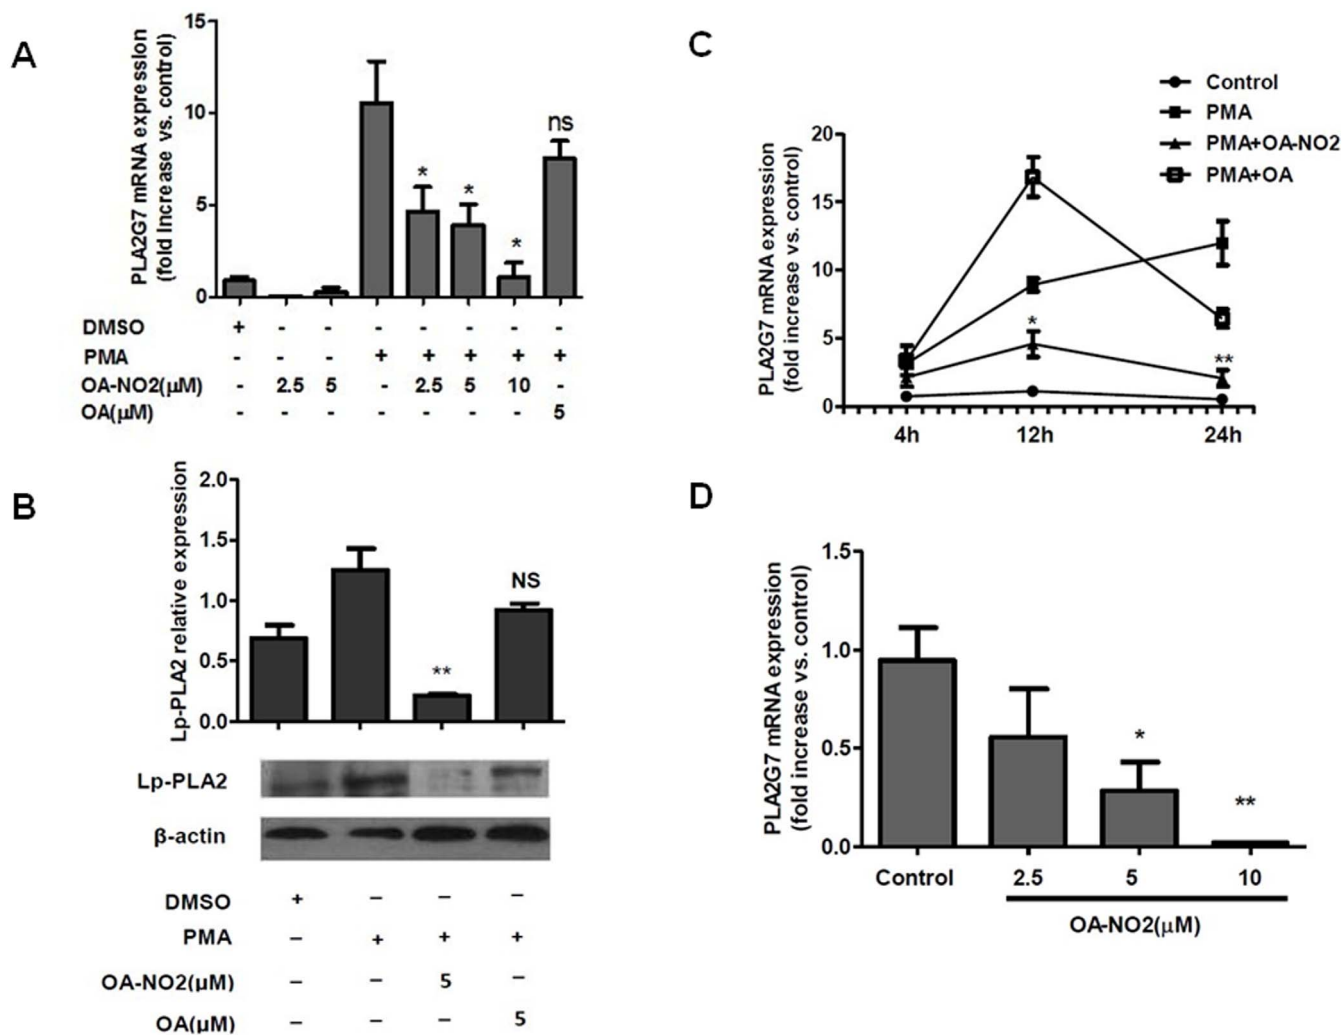 A
PLA2G7 mRNA expression
(fold increase vs. control)
15
10
5
0
* * * ns
DMSO + - - - - - - -
PMA - - - + + + + +
OA-NO2(μM) - 2.5 5 - 2.5 5 10 -
OA(μM) - - - - - - - 5
B
Lp-PLA2 relative expression
2.0
1.5
1.0
0.5
0.0
** NS
Lp-PLA2
β-actin
DMSO + – – –
PMA – + + +
OA-NO2(μM) – – 5 –
OA(μM) – – – 5
C
Control
PMA
PMA+OA-NO2
PMA+OA
PLA2G7 mRNA expression
(fold increase vs. control)
20
15
10
5
0
* **
4h 12h 24h
D
PLA2G7 mRNA expression
(fold increase vs. control)
1.5
1.0
0.5
0.0
* **
Control 2.5 5 10
OA-NO2(μM)